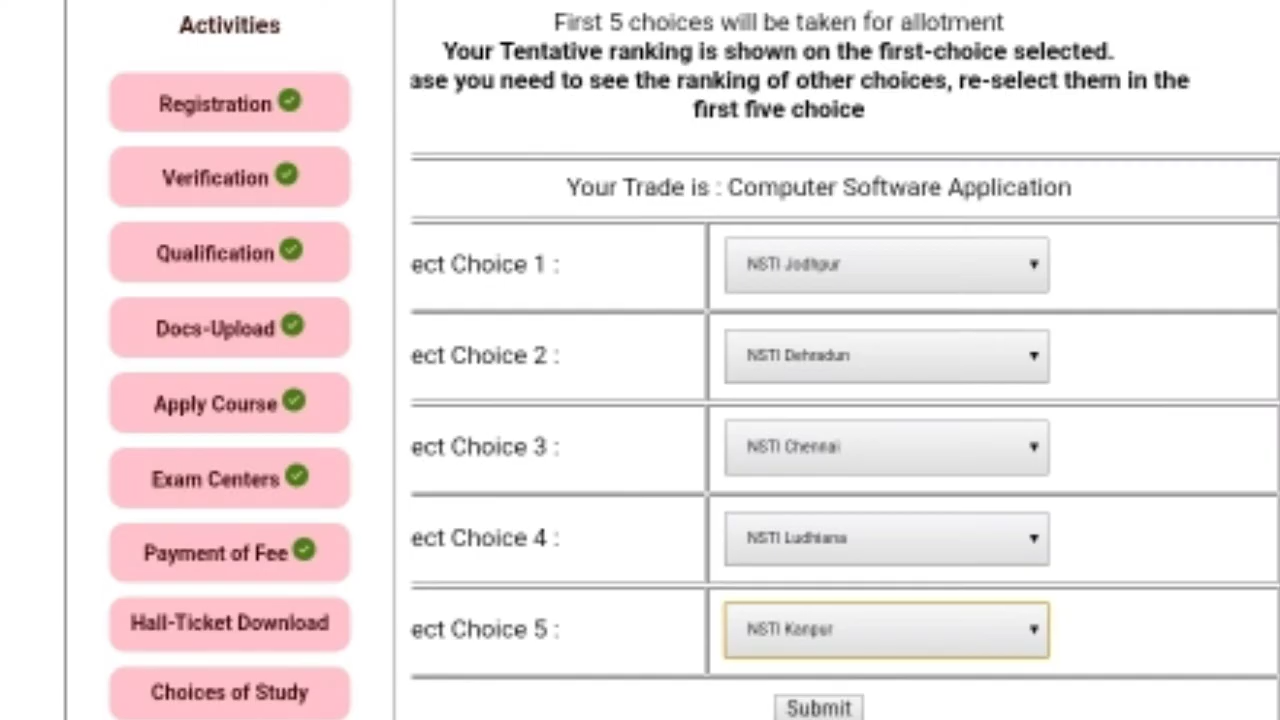 Activities
Registration
Verification
Qualification
Docs-Upload
Apply Course
Exam Centers
Payment of Fee
Hall-Ticket Download
Choices of Study
First 5 choices will be taken for allotment
Your Tentative ranking is shown on the first-choice selected.
ase you need to see the ranking of other choices, re-select them in the
first five choice
Your Trade is : Computer Software Application
ect Choice 1 : NSTI Jodhpur
ect Choice 2 : NSTI Dehradun
ect Choice 3 : NSTI Chennai
ect Choice 4 : NSTI Ludhiana
ect Choice 5 : NSTI Kanpur
Submit